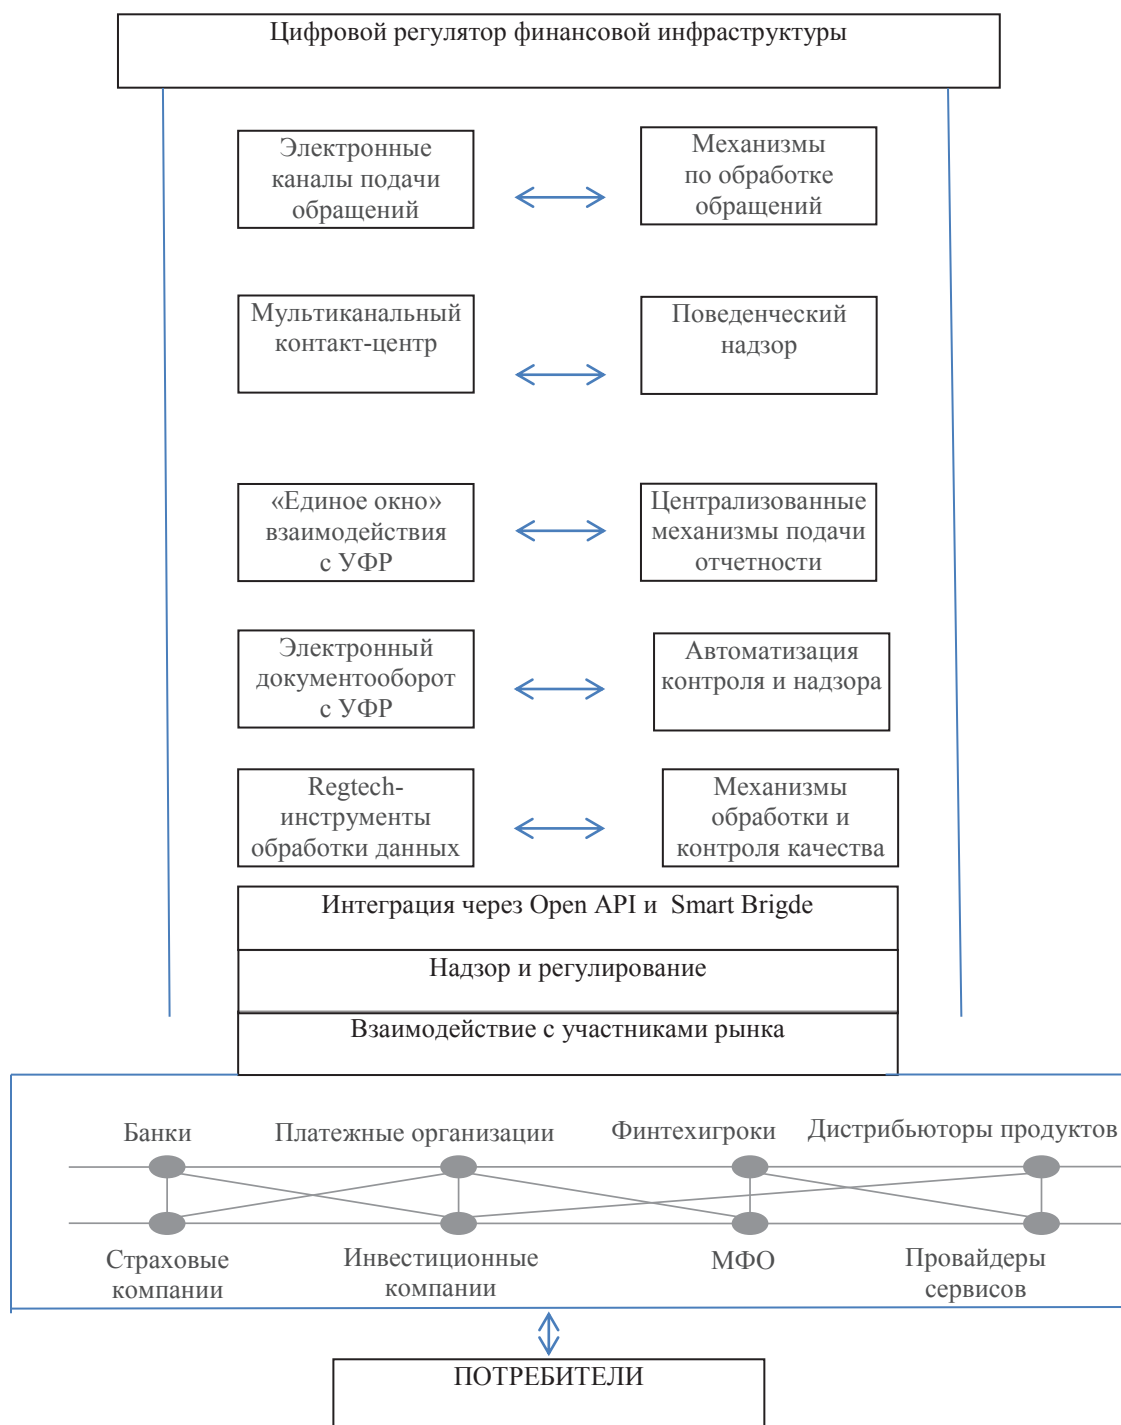 Цифровой регулятор финансовой инфраструктуры
Электронные
каналы подачи
обращений
Механизмы
по обработке
обращений
Мультиканальный
контакт-центр
Поведенческий
надзор
«Единое окно»
взаимодействия
с УФР
Централизованные
механизмы подачи
отчетности
Электронный
документооборот
с УФР
Автоматизация
контроля и надзора
Regtech-
инструменты
обработки данных
Механизмы
обработки и
контроля качества
Интеграция через Open API и Smart Brigde
Надзор и регулирование
Взаимодействие с участниками рынка
Банки
Платежные организации
Финтехигроки
Дистрибьюторы продуктов
Страховые
компании
Инвестиционные
компании
МФО
Провайдеры
сервисов
ПОТРЕБИТЕЛИ